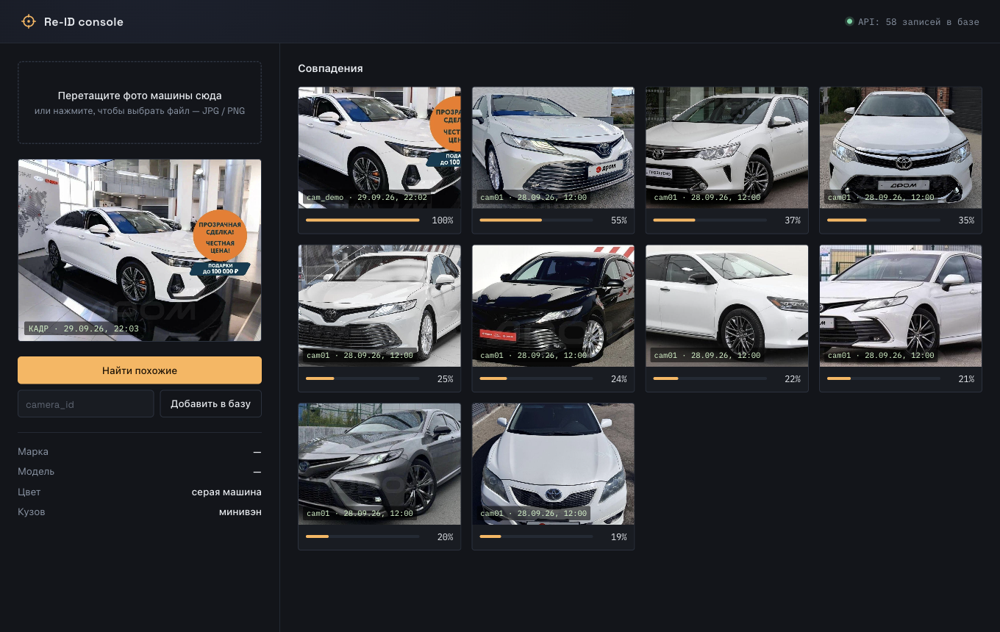 Re-ID console
API: 58 записей в базе
Перетащите фото машины сюда
или нажмите, чтобы выбрать файл — JPG / PNG
ПРОЗРАЧНАЯ
СДЕЛКА!
ЧЕСТНАЯ
ЦЕНА!
ПОДАРКИ
ДО 100 000 ₽
ДРОМ
КАДР · 29.09.26, 22:03
Найти похожие
camera_id
Добавить в базу
Марка —
Модель —
Цвет серая машина
Кузов минивэн
Совпадения
ПРОЗРА
СДЕЛ
ЧЕСТ
ЦЕН
ПОДА
ДО 100
cam_demo · 29.09.26, 22:02
100%
дром
cam01 · 28.09.26, 12:00
55%
cam01 · 28.09.26, 12:00
37%
ДРОМ
cam01 · 28.09.26, 12:00
35%
cam01 · 28.09.26, 12:00
25%
cam01 · 28.09.26, 12:00
24%
cam01 · 28.09.26, 12:00
22%
cam01 · 28.09.26, 12:00
21%
cam01 · 28.09.26, 12:00
20%
cam01 · 28.09.26, 12:00
19%